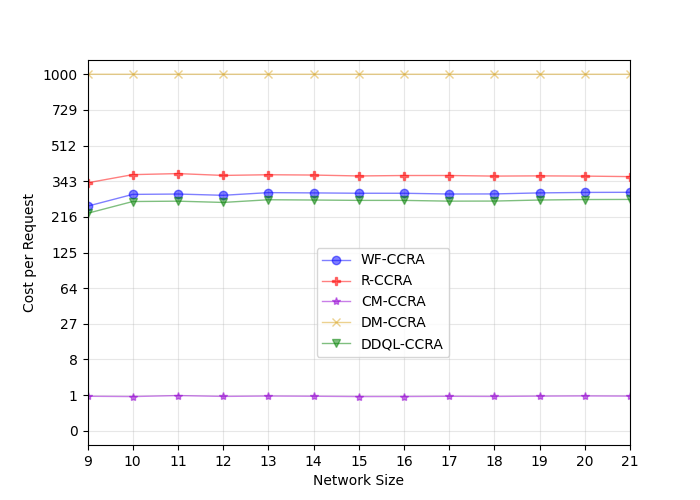 1000
729
512
343
216
125
64
27
8
1
0
Cost per Request
WF-CCRA
R-CCRA
CM-CCRA
DM-CCRA
DDQL-CCRA
9 10 11 12 13 14 15 16 17 18 19 20 21
Network Size